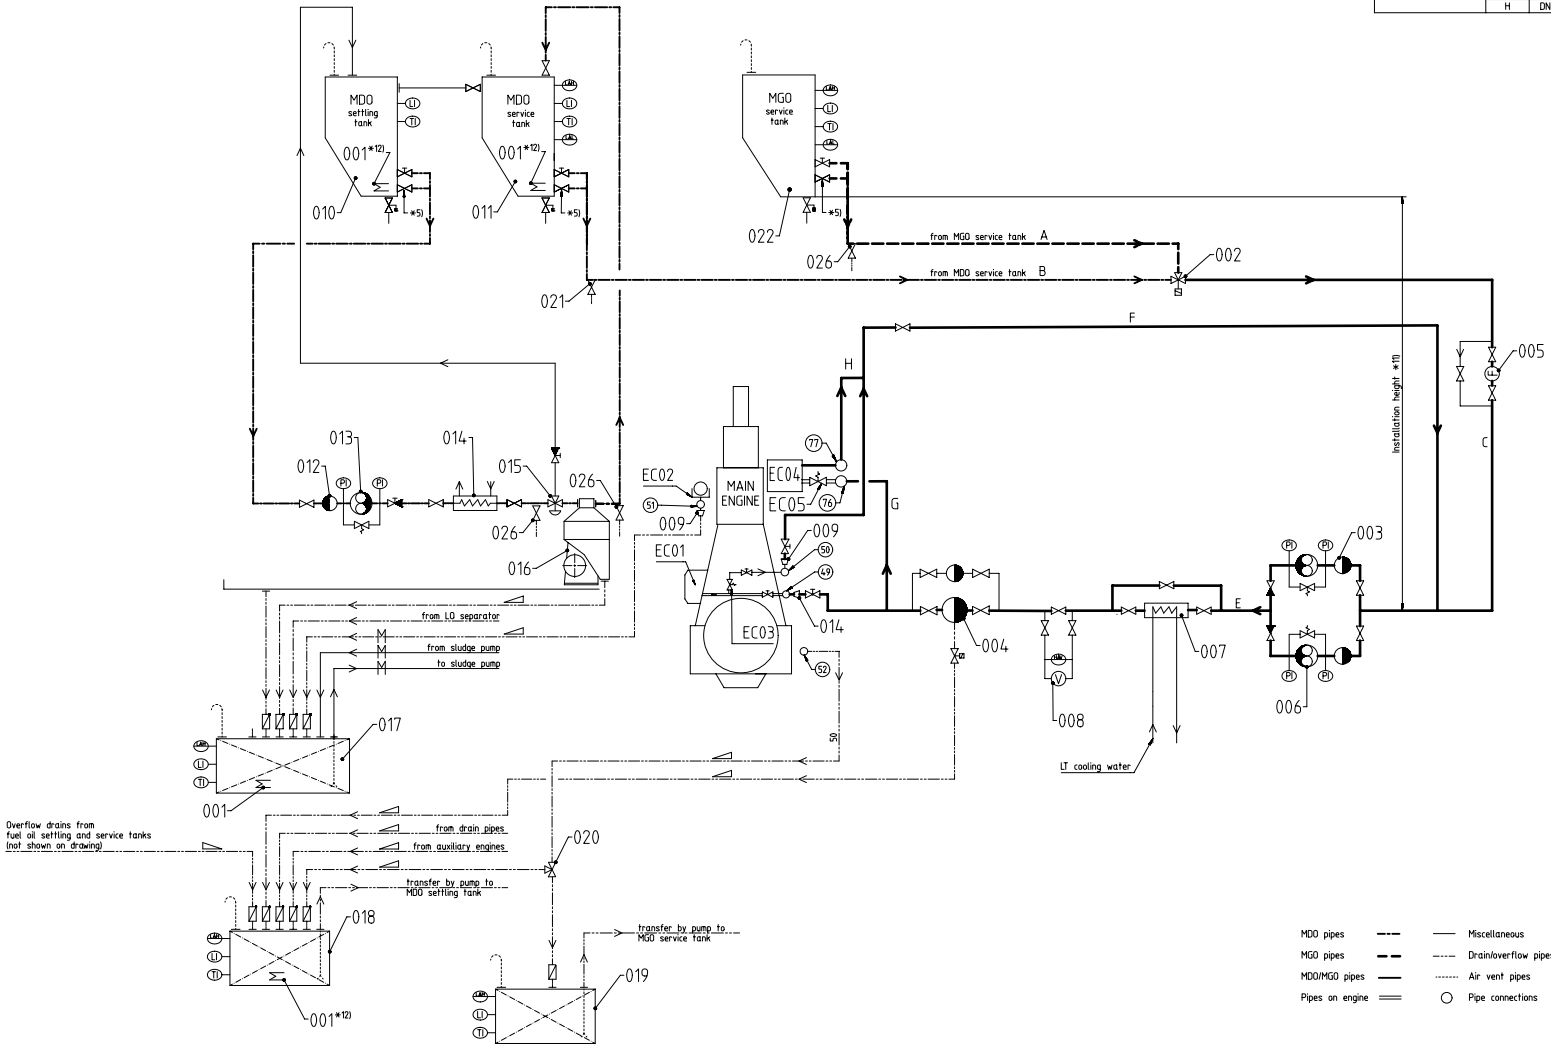 H DN
MDO
settling
tank
LI
TI
001*12)
010
*5)
MDO
service
tank
LAH
LI
TI
LAL
001*12)
011
*5)
MGO
service
tank
LAH
LI
TI
LAL
022
*5)
026
from MGO service tank A
from MDO service tank B
002
021
F
H
005
F
C
Installation height *11)
012
013
PI
PI
014
015
026
026
016
EC02
51
009
EC01
MAIN
ENGINE
EC04
EC05
77
76
G
009
50
49
014
EC03
52
004
003
PI
PI
E
007
PI
PI
006
V
008
LT cooling water
50
from LO separator
from sludge pump
to sludge pump
017
LAH
LI
TI
001
Overflow drains from
fuel oil settling and service tanks
(not shown on drawing)
from drain pipes
from auxiliary engines
transfer by pump to
MDO settling tank
020
018
LAH
LI
TI
001*12)
transfer by pump to
MGO service tank
019
LAH
LI
TI
MDO pipes
MGO pipes
MDO/MGO pipes
Pipes on engine
Miscellaneous
Drain/overflow pipes
Air vent pipes
Pipe connections